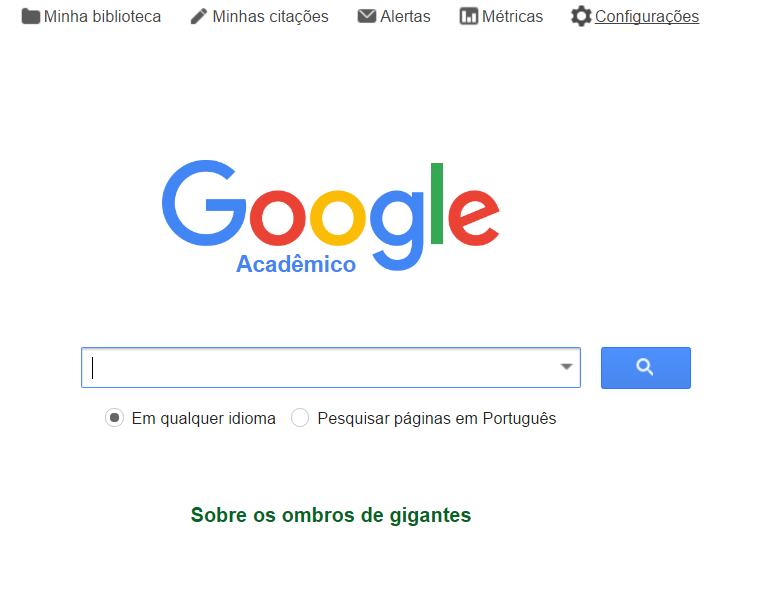 Minha biblioteca Minhas citações Alertas Métricas Configurações
Google
Acadêmico
Em qualquer idioma Pesquisar páginas em Português
Sobre os ombros de gigantes